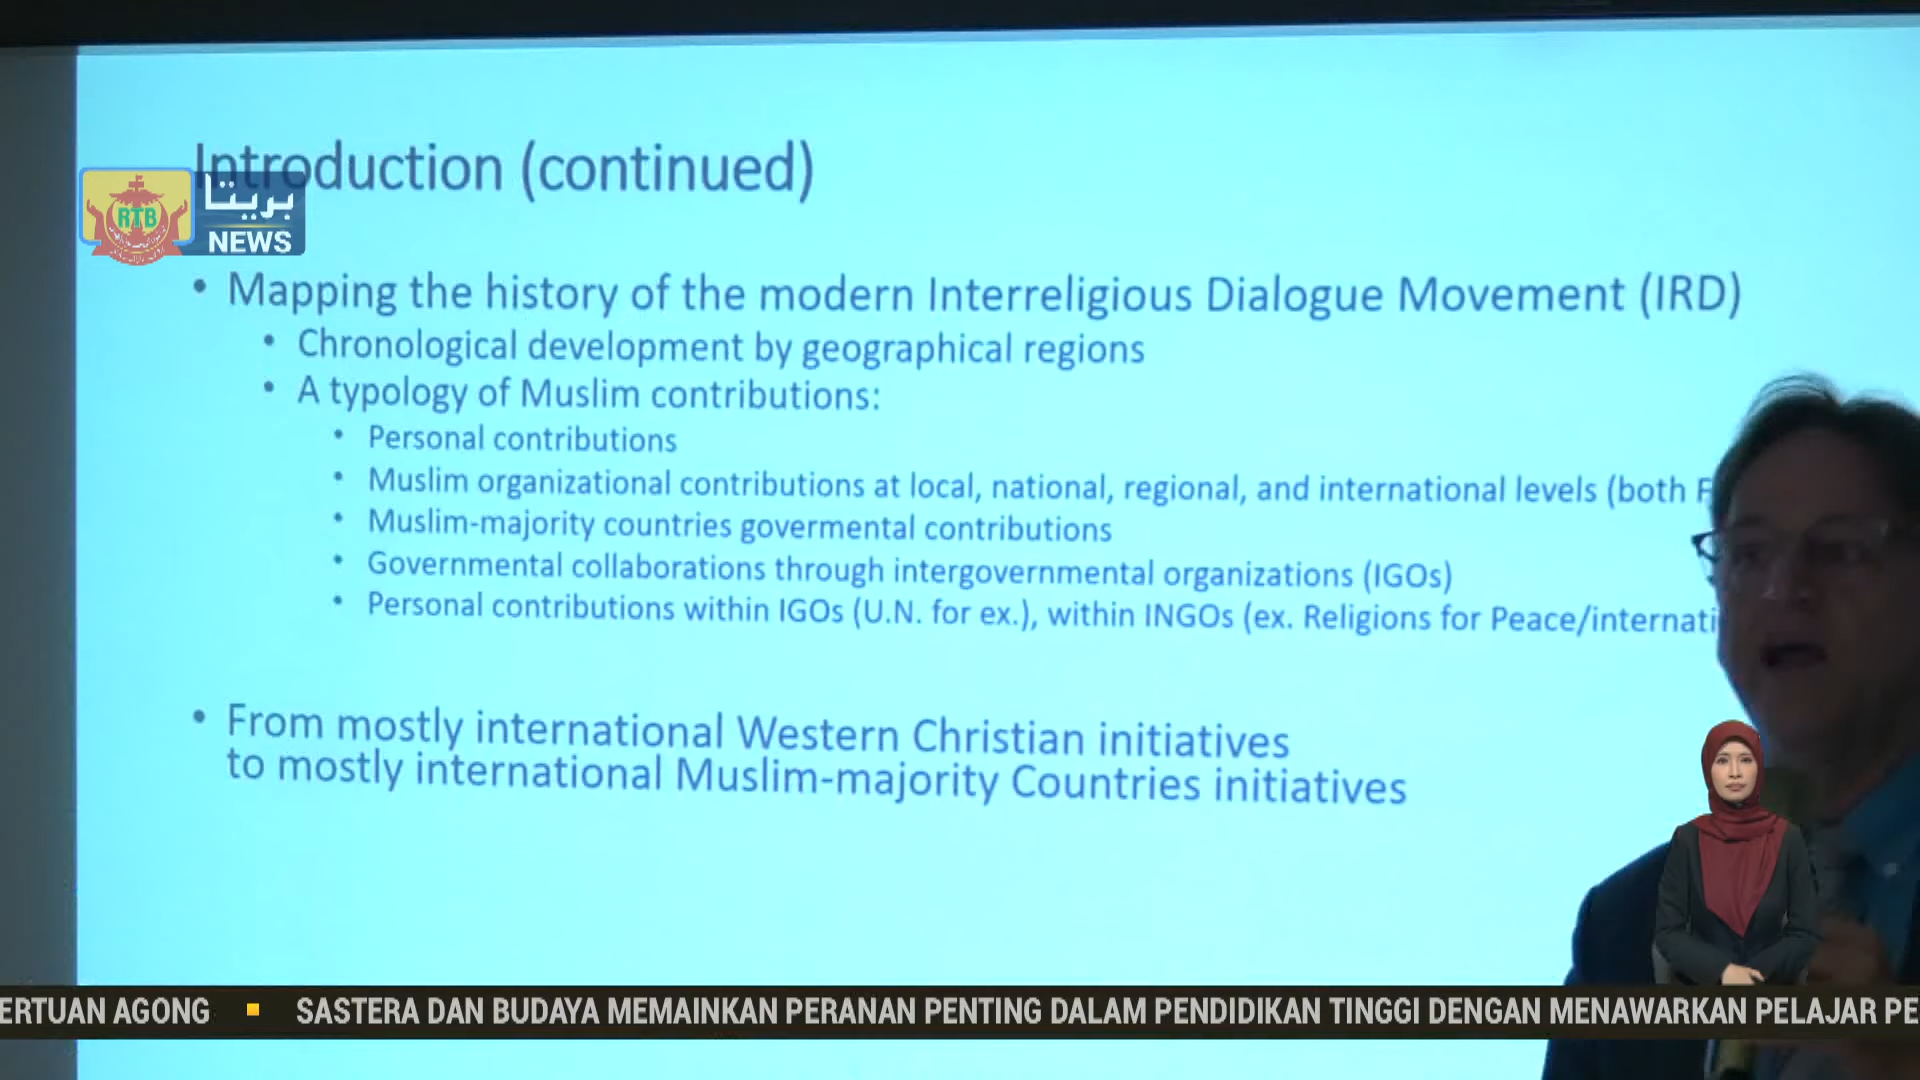 Introduction (continued)
RTB
بريتا
NEWS
• Mapping the history of the modern Interreligious Dialogue Movement (IRD)
• Chronological development by geographical regions
• A typology of Muslim contributions:
• Personal contributions
• Muslim organizational contributions at local, national, regional, and international levels (both F
• Muslim-majority countries govermental contributions
• Governmental collaborations through intergovernmental organizations (IGOs)
• Personal contributions within IGOs (U.N. for ex.), within INGOs (ex. Religions for Peace/internati
• From mostly international Western Christian initiatives
to mostly international Muslim-majority Countries initiatives
ERTUAN AGONG ▪ SASTERA DAN BUDAYA MEMAINKAN PERANAN PENTING DALAM PENDIDIKAN TINGGI DENGAN MENAWARKAN PELAJAR PE